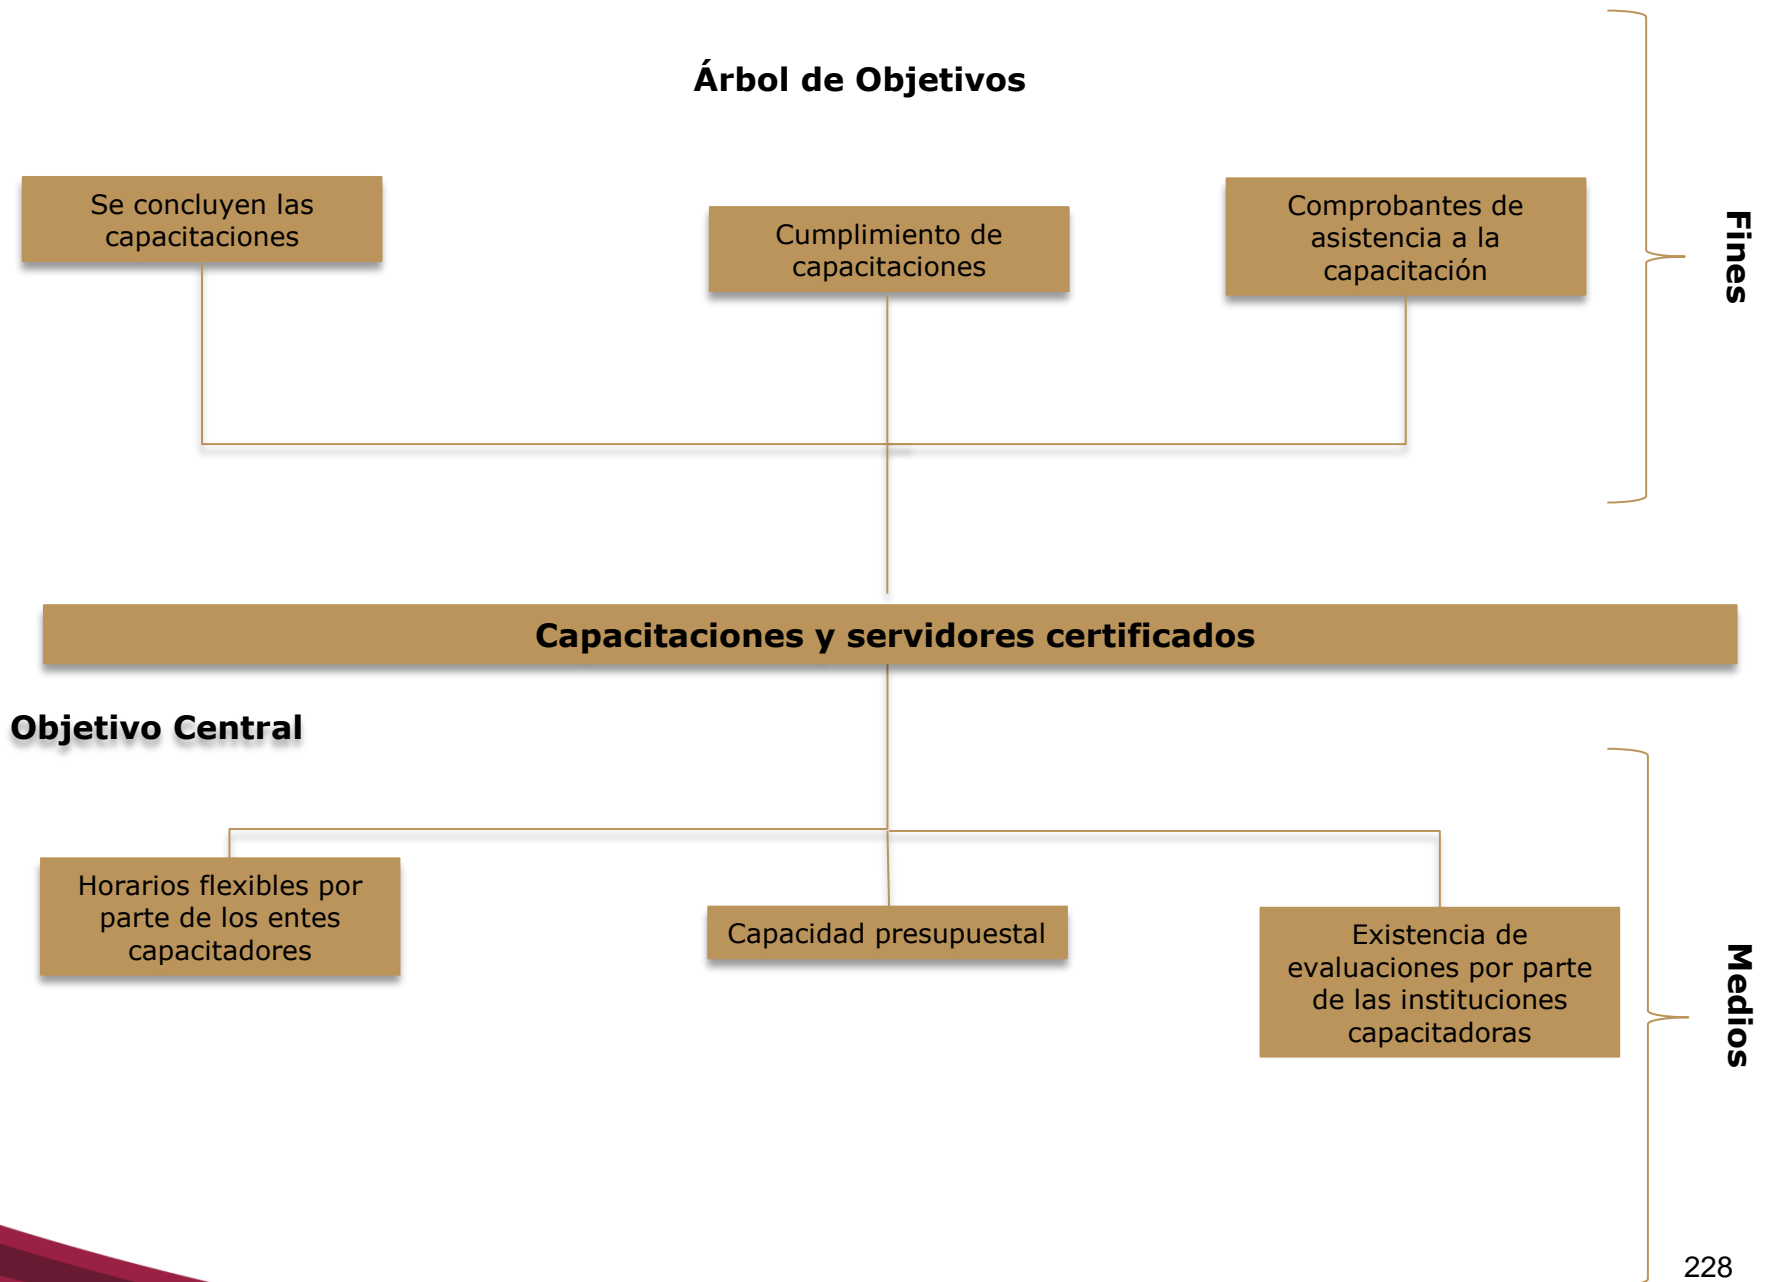 Árbol de Objetivos
Se concluyen las
capacitaciones
Cumplimiento de
capacitaciones
Comprobantes de
asistencia a la
capacitación
Fines
Capacitaciones y servidores certificados
Objetivo Central
Horarios flexibles por
parte de los entes
capacitadores
Capacidad presupuestal
Existencia de
evaluaciones por parte
de las instituciones
capacitadoras
Medios
228